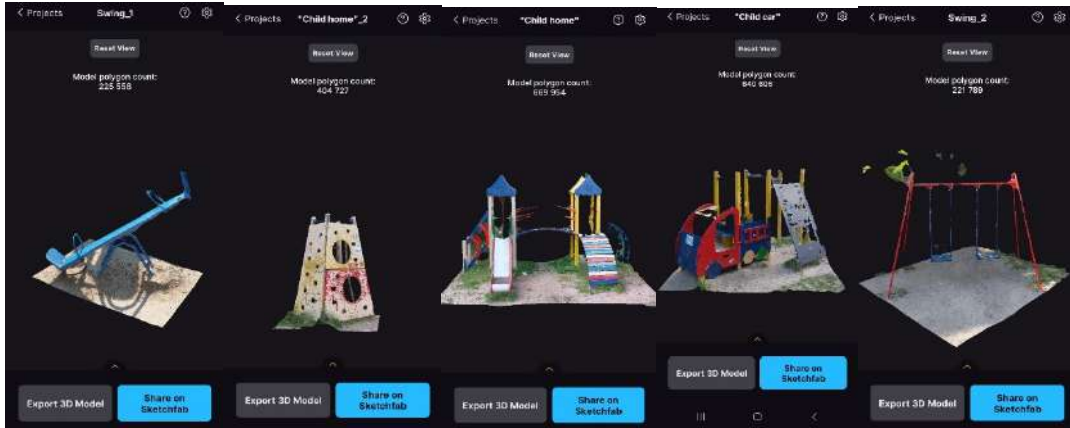 < Projects
Swing_1
Reset View
Model polygon count:
225 558
Export 3D Model
Share on
Sketchfab
< Projects
"Child home"_2
Reset View
Model polygon count:
404 727
Export 3D Model
Share on
Sketchfab
< Projects
"Child home"
Reset View
Model polygon count:
669 954
Export 3D Model
Share on
Sketchfab
< Projects
"Child car"
Reset View
Model polygon count:
Export 3D Model
Share on
Sketchfab
< Projects
Swing_2
Reset View
Model polygon count:
221 789
Export 3D Model
Share on
Sketchfab